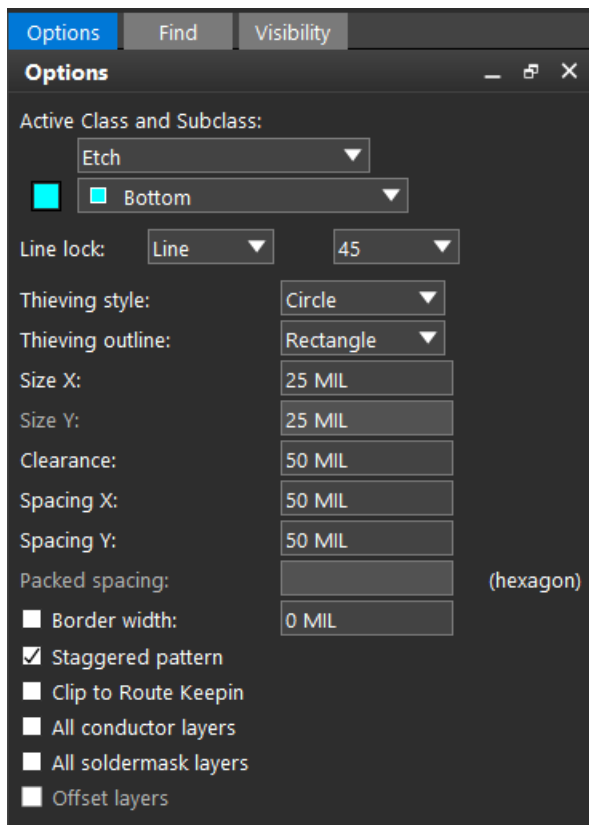 Options Find Visibility
Options
Active Class and Subclass:
Etch
Bottom
Line lock: Line 45
Thieving style: Circle
Thieving outline: Rectangle
Size X: 25 MIL
Size Y: 25 MIL
Clearance: 50 MIL
Spacing X: 50 MIL
Spacing Y: 50 MIL
Packed spacing: (hexagon)
Border width: 0 MIL
Staggered pattern
Clip to Route Keepin
All conductor layers
All soldermask layers
Offset layers